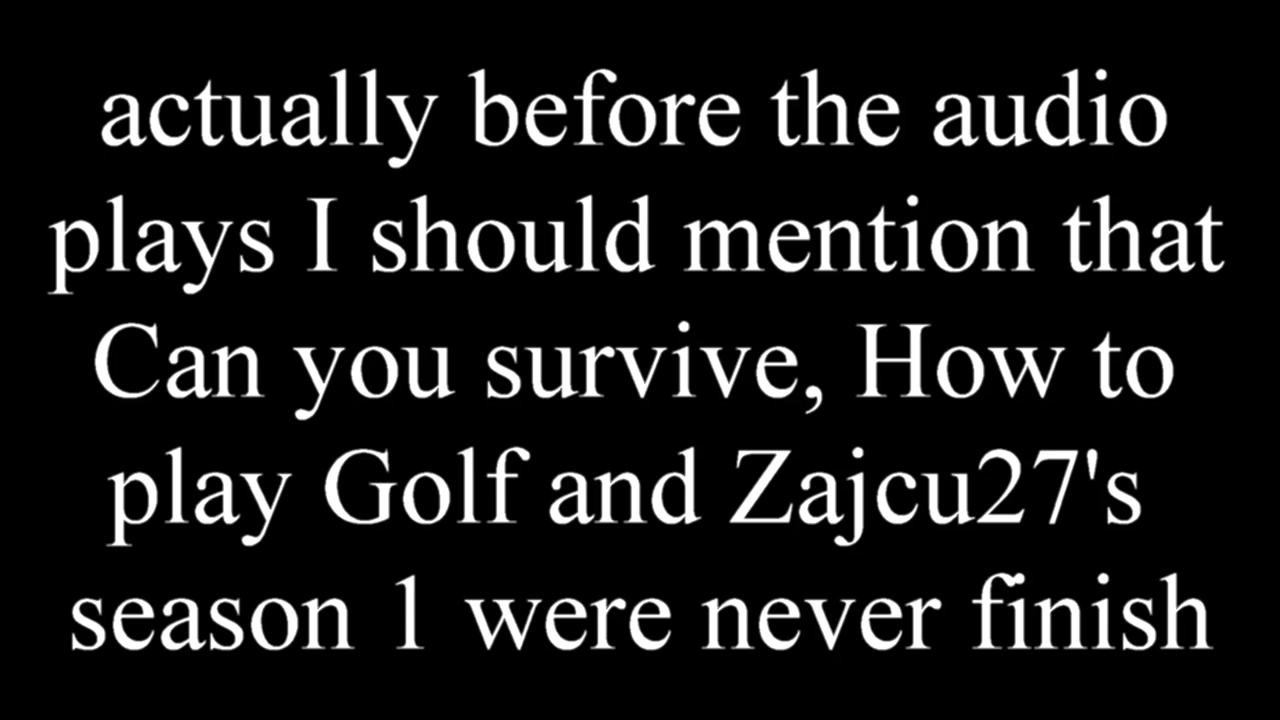 actually before the audio
plays I should mention that
Can you survive, How to
play Golf and Zajcu27's
season 1 were never finish